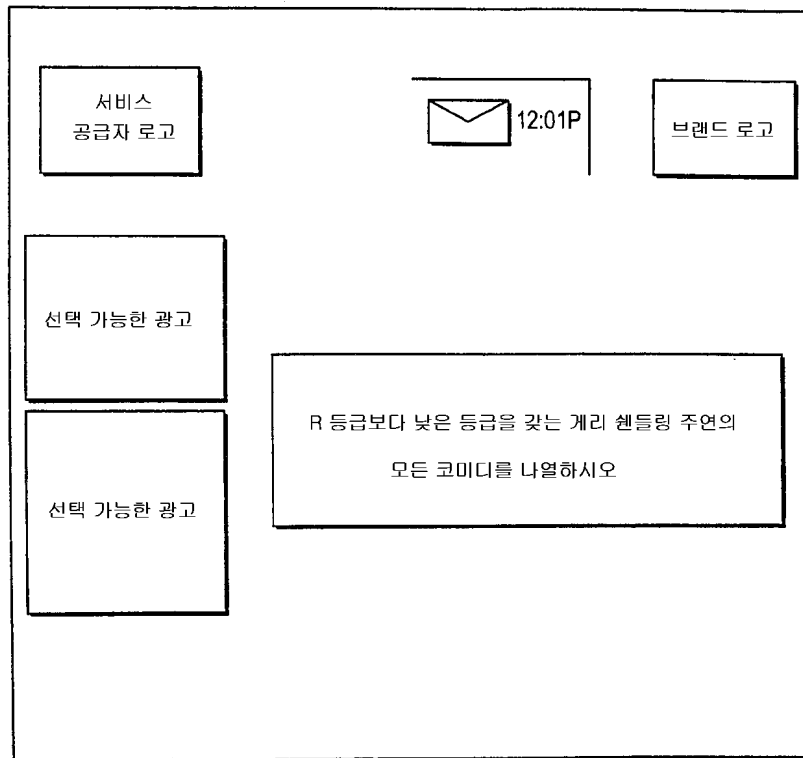 서비스
공급자 로고
12:01P
브랜드 로고
선택 가능한 광고
R 등급보다 낮은 등급을 갖는 게리 쉔들링 주연의
모든 코미디를 나열하시오
선택 가능한 광고